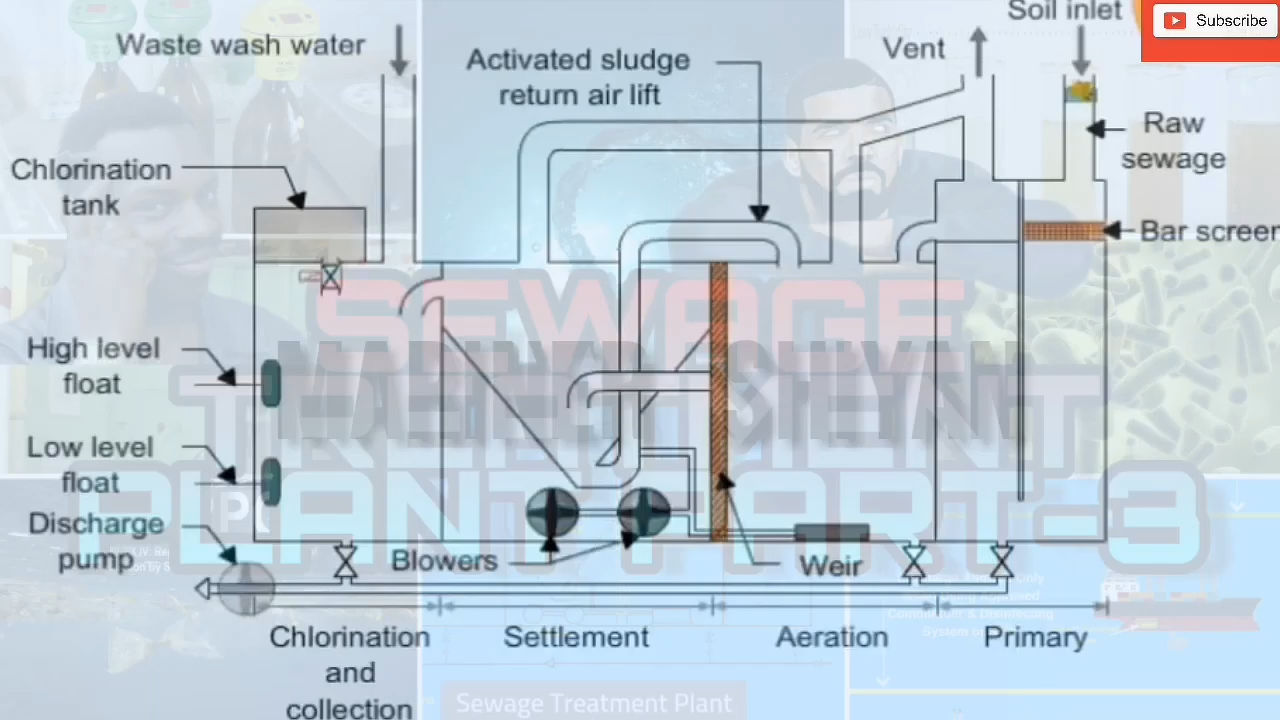 Soil inlet
Subscribe
Waste wash water
Activated sludge
return air lift
Vent
Raw
sewage
Chlorination
tank
Bar screen
SEWAGE
TREATMENT
PLANT PART-3
High level
float
Low level
float
Discharge
pump
Blowers
Weir
Chlorination
and
collection
Settlement
Aeration
Primary
Sewage Treatment Plant